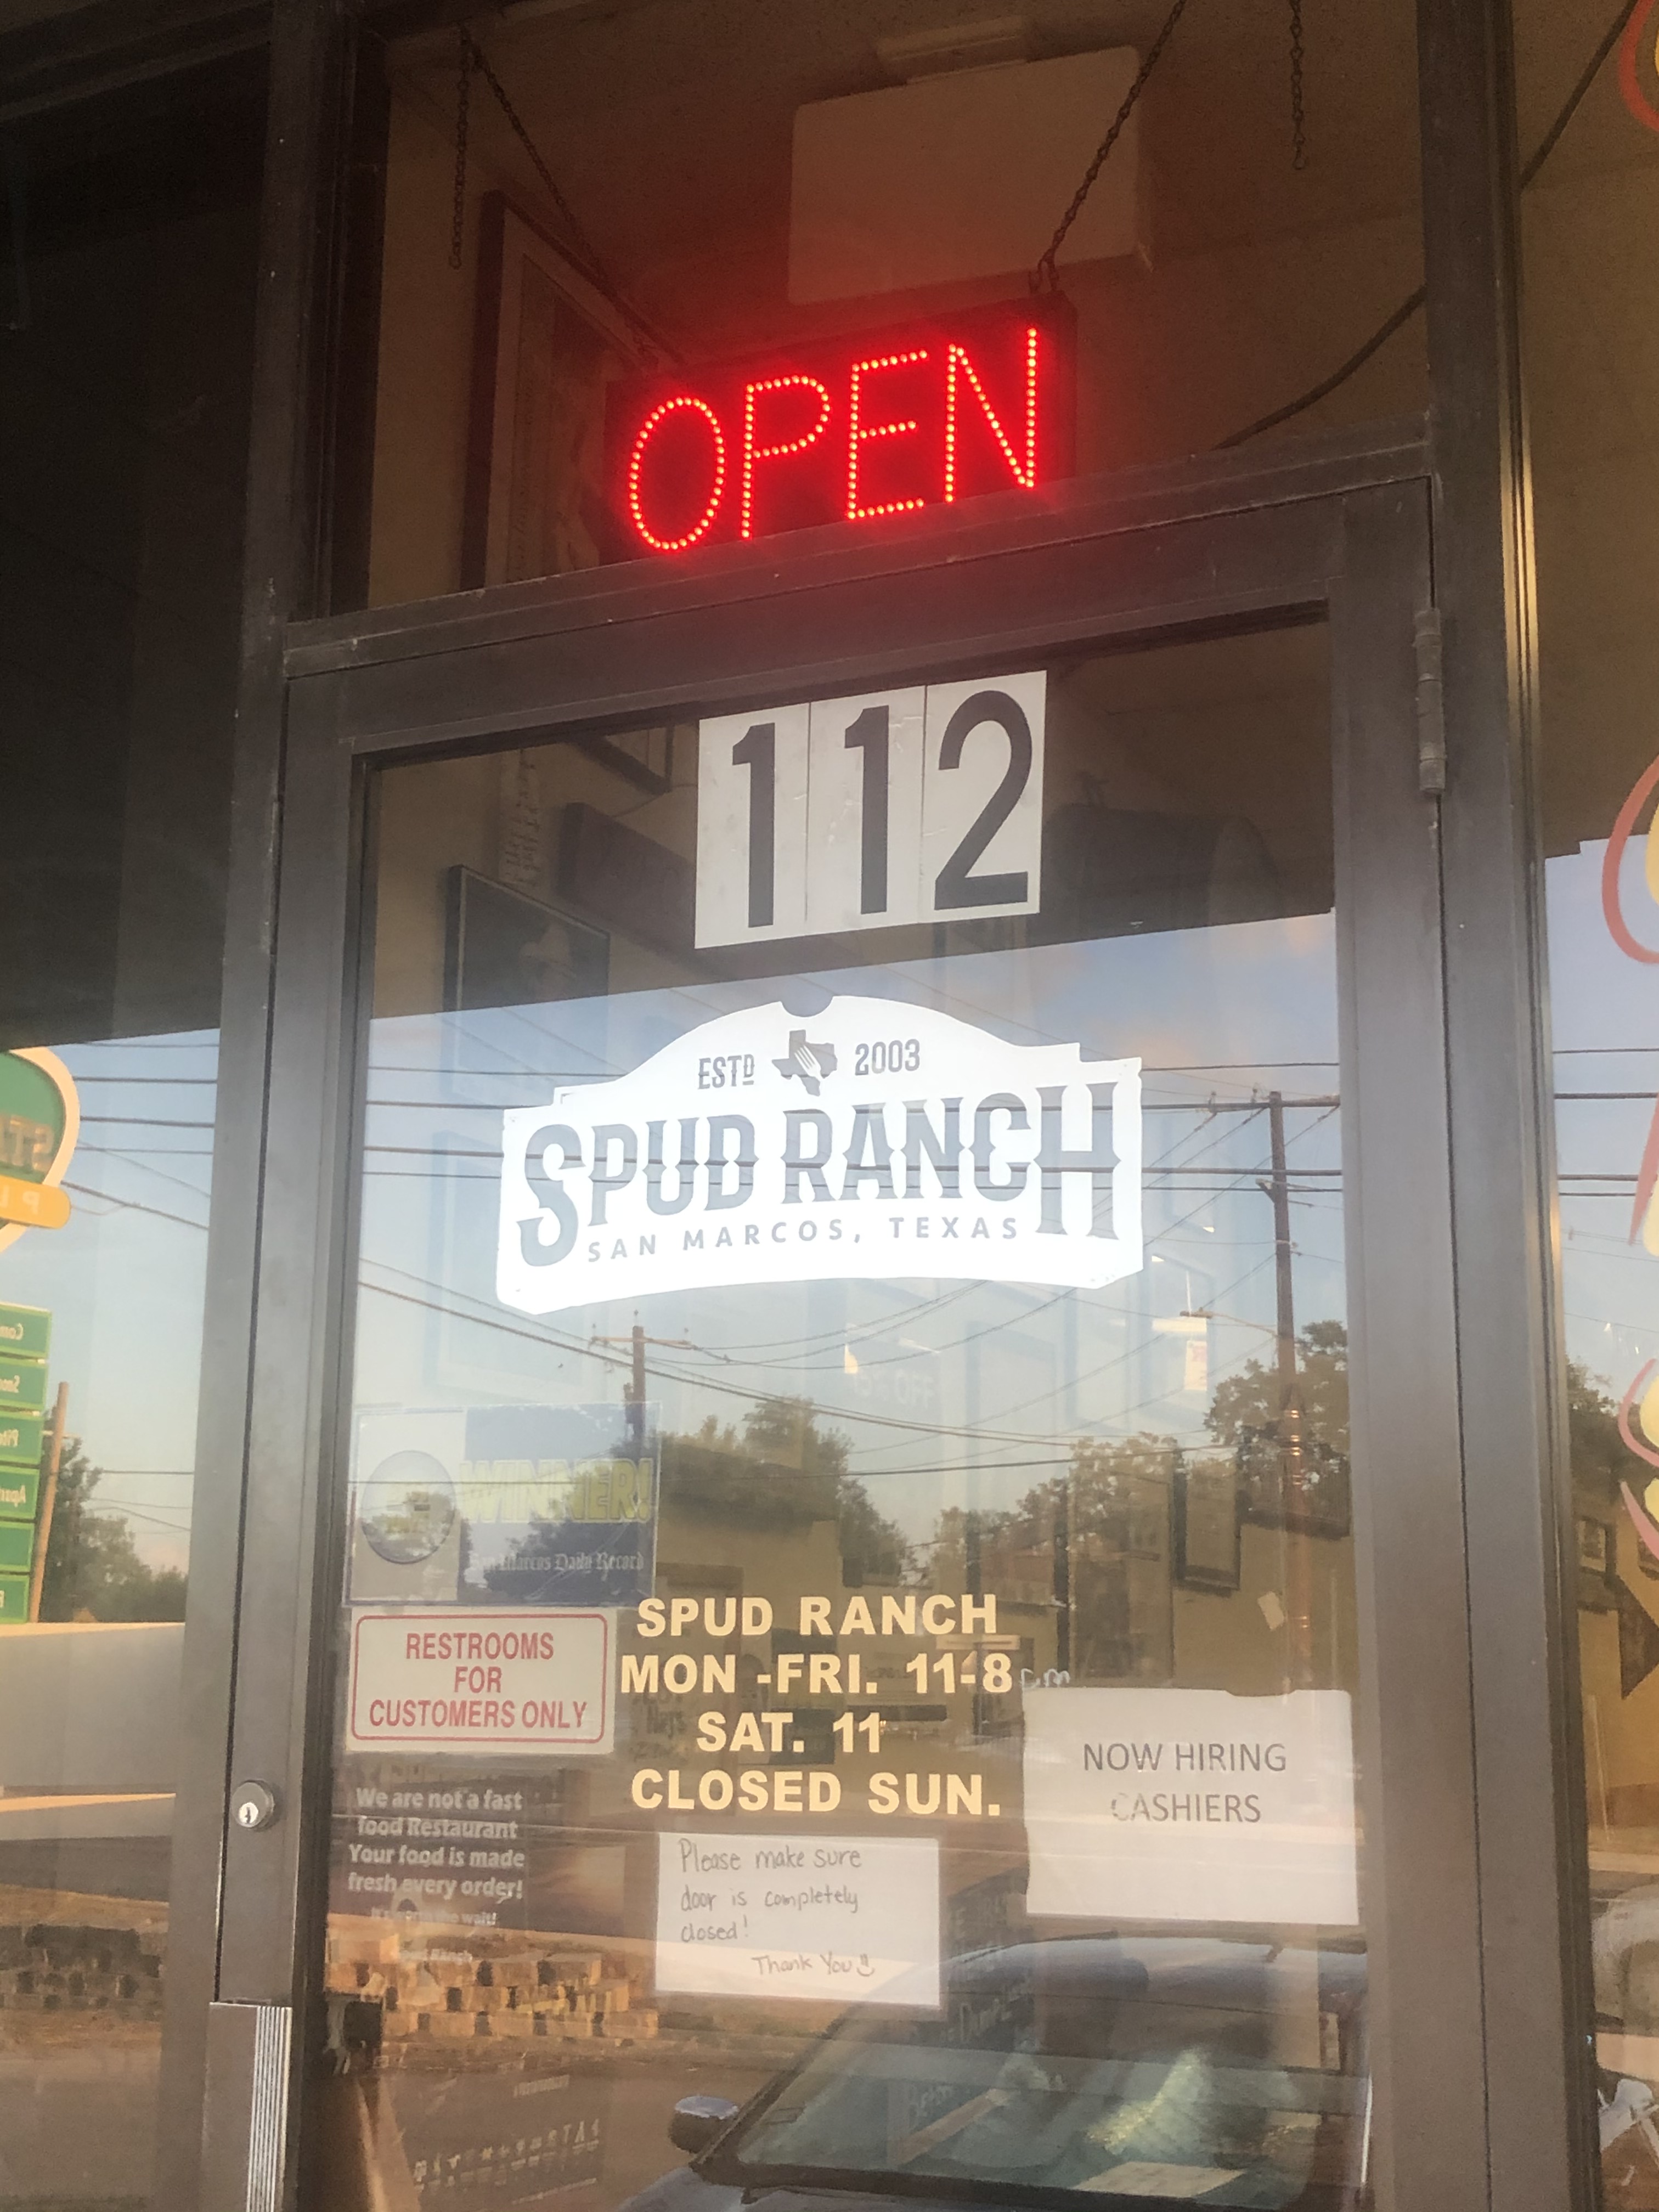 OPEN
112
ESTD 2003
SPUD RANCH
SAN MARCOS, TEXAS
WINNER!
San Marcos Daily Record
RESTROOMS
FOR
CUSTOMERS ONLY
SPUD RANCH
MON -FRI. 11-8
SAT. 11
CLOSED SUN.
NOW HIRING
CASHIERS
We are not a fast
food Restaurant
Your food is made
fresh every order!
Please make sure
door is completely
closed!
Thank You